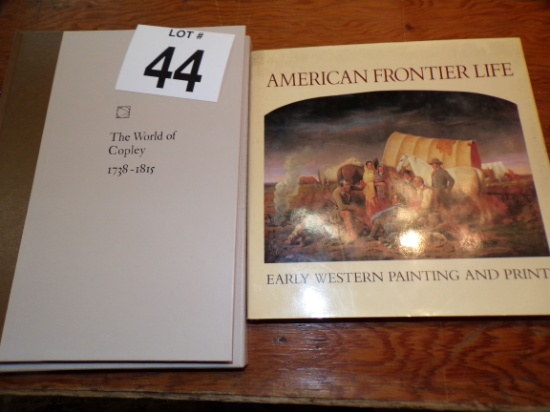 LOT #
44
The World of
Copley
1738-1815
AMERICAN FRONTIER LIFE
EARLY WESTERN PAINTING AND PRINT